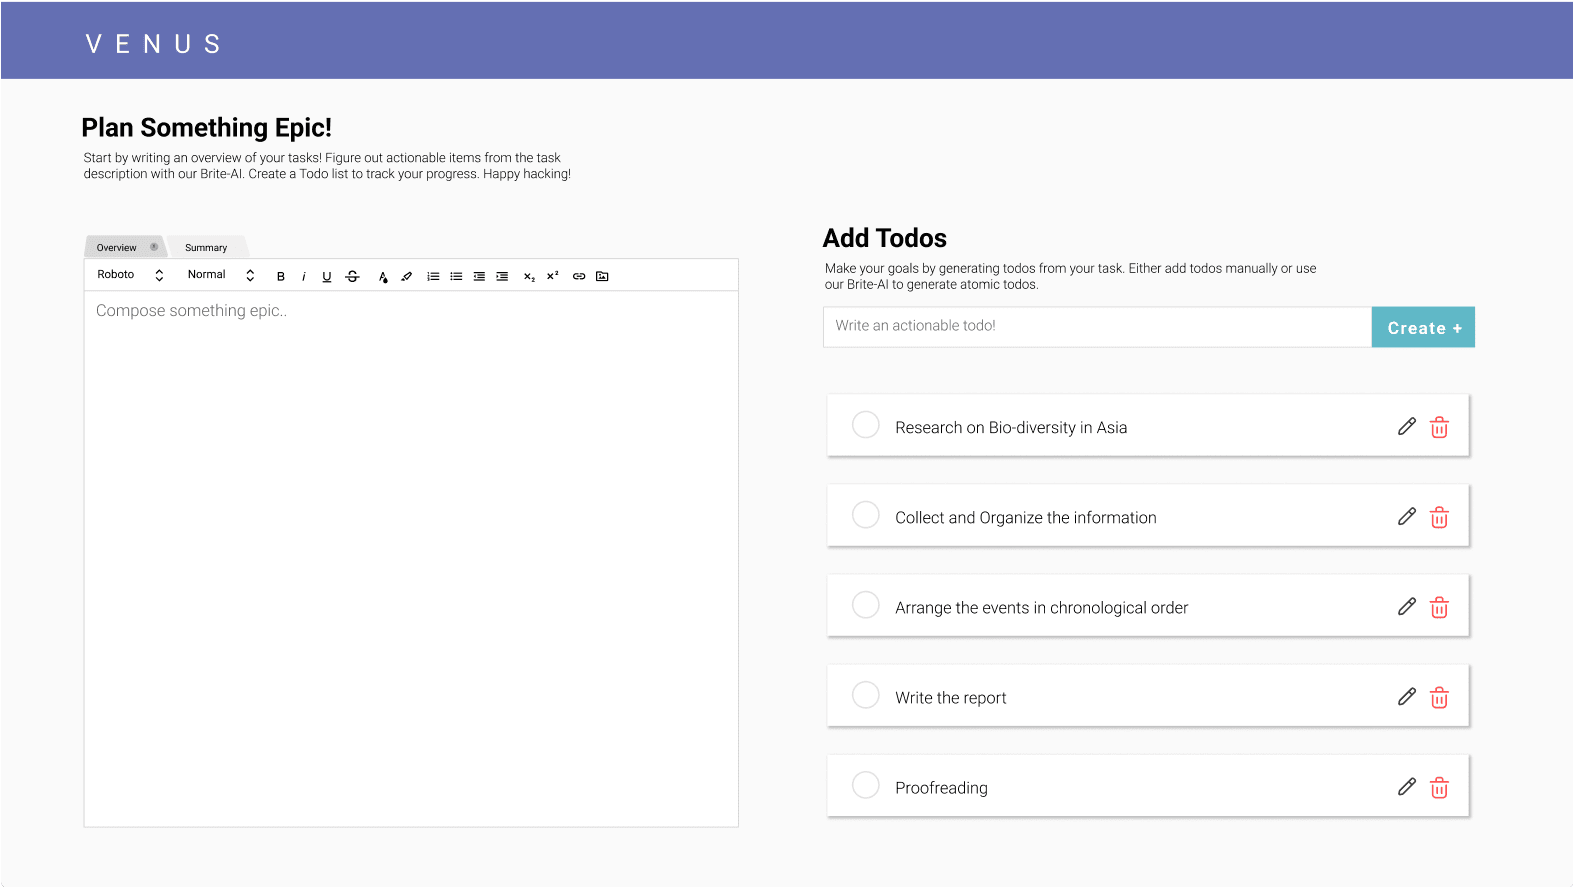 VENUS
Plan Something Epic!
Start by writing an overview of your tasks! Figure out actionable items from the task
description with our Brite-AI. Create a Todo list to track your progress. Happy hacking!
Overview
Summary
Roboto
Normal
B i U S A x₂ x²
Compose something epic..
Add Todos
Make your goals by generating todos from your task. Either add todos manually or use
our Brite-AI to generate atomic todos.
Write an actionable todo!
Create +
Research on Bio-diversity in Asia
Collect and Organize the information
Arrange the events in chronological order
Write the report
Proofreading